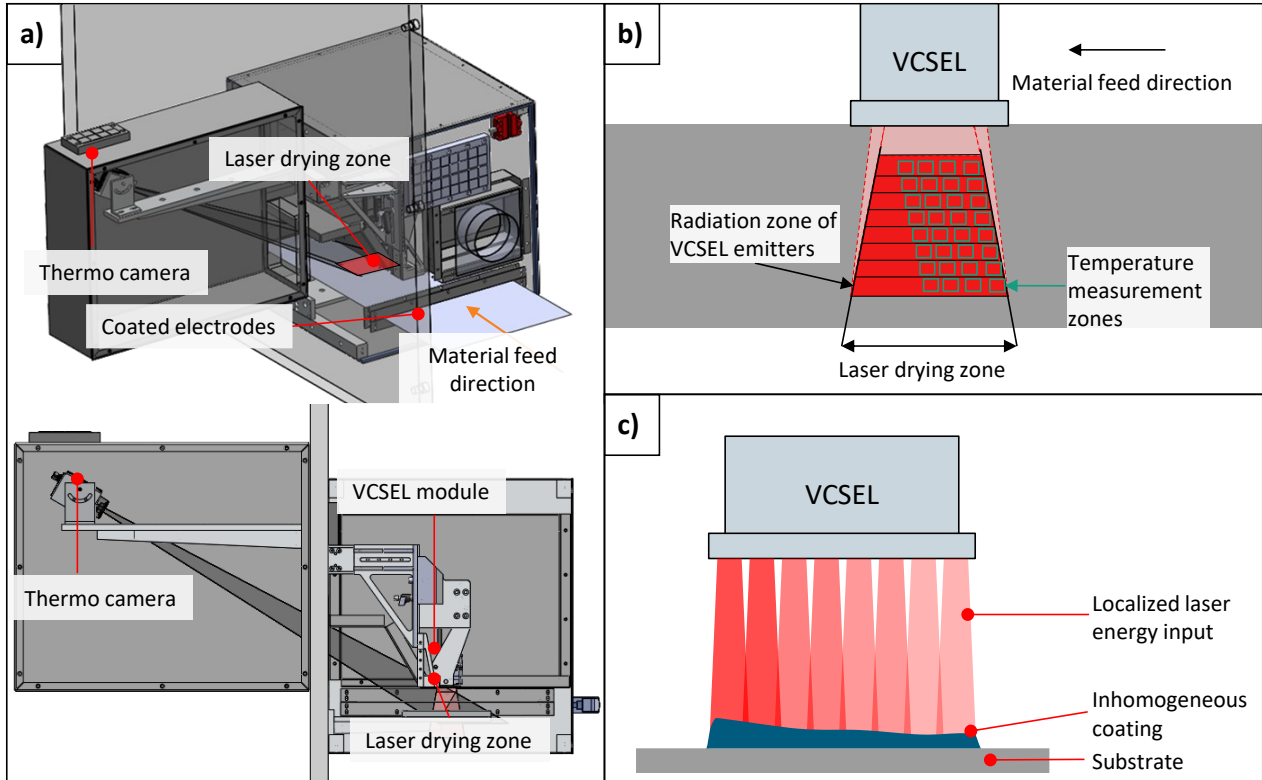 a)
Laser drying zone
Thermo camera
Coated electrodes
Material feed
direction
VCSEL module
Thermo camera
Laser drying zone
b)
VCSEL
Material feed direction
Radiation zone of
VCSEL emitters
Temperature
measurement
zones
Laser drying zone
c)
VCSEL
Localized laser
energy input
Inhomogeneous
coating
Substrate